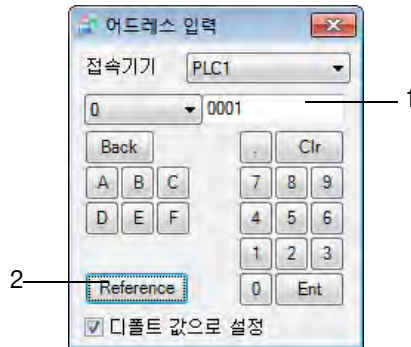 어드레스 입력
접속기기 PLC1
0 0001 1
Back . Clr
A B C 7 8 9
D E F 4 5 6
1 2 3
2 Reference 0 Ent
디폴트 값으로 설정